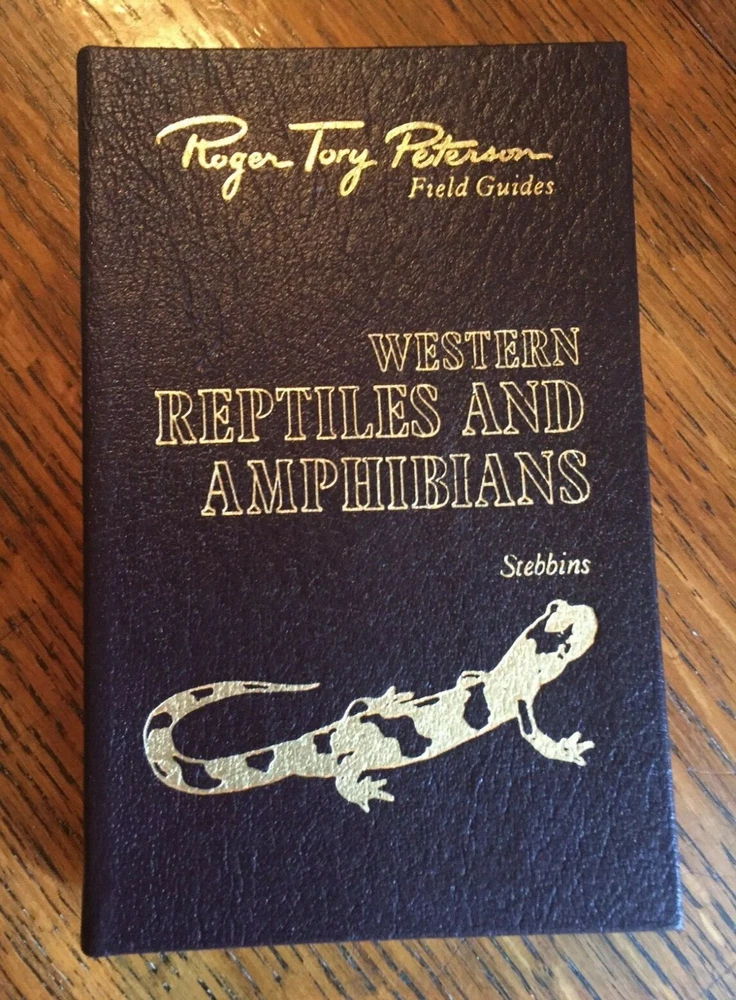 Roger Tory Peterson
Field Guides
WESTERN
REPTILES AND
AMPHIBIANS
Stebbins